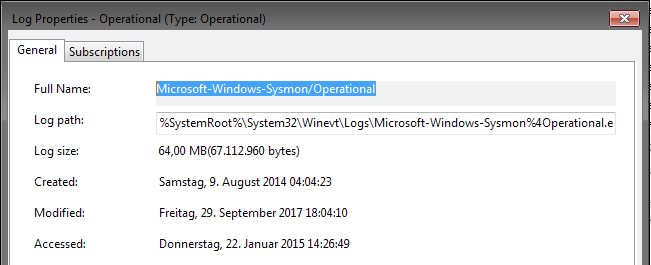 Log Properties - Operational (Type: Operational)
General Subscriptions
Full Name: Microsoft-Windows-Sysmon/Operational
Log path: %SystemRoot%\System32\Winevt\Logs\Microsoft-Windows-Sysmon%4Operational.e
Log size: 64,00 MB(67.112.960 bytes)
Created: Samstag, 9. August 2014 04:04:23
Modified: Freitag, 29. September 2017 18:04:10
Accessed: Donnerstag, 22. Januar 2015 14:26:49